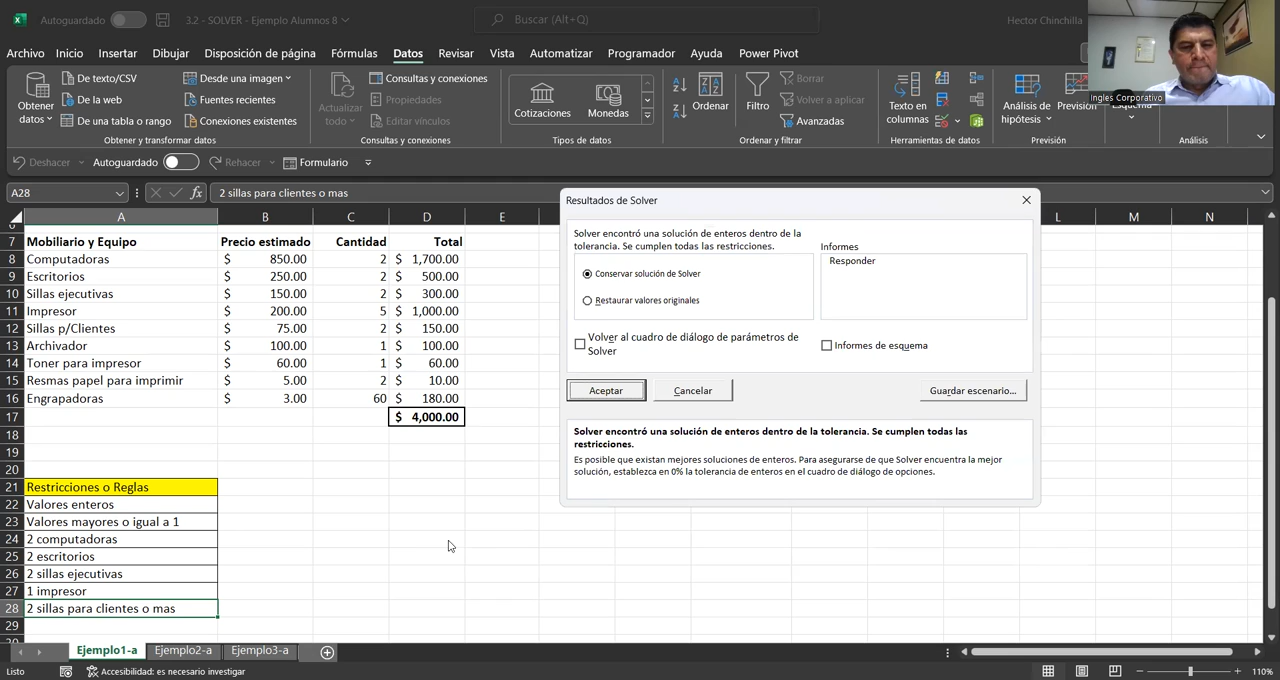 Autoguardado
3.2 - SOLVER - Ejemplo Alumnos 8
Buscar (Alt+Q)
Hector Chinchilla
Archivo Inicio Insertar Dibujar Disposición de página Fórmulas Datos Revisar Vista Automatizar Programador Ayuda Power Pivot
Obtener datos
De texto/CSV
De la web
De una tabla o rango
Desde una imagen
Fuentes recientes
Conexiones existentes
Obtener y transformar datos
Actualizar todo
Consultas y conexiones
Propiedades
Editar vínculos
Consultas y conexiones
Cotizaciones
Monedas
Tipos de datos
Ordenar
Filtro
Borrar
Volver a aplicar
Avanzadas
Ordenar y filtrar
Texto en columnas
Herramientas de datos
Análisis de hipótesis
Previsión
Previsión
Esquema
Análisis
Ingles Corporativo
Deshacer Autoguardado Rehacer Formulario
A28 fx 2 sillas para clientes o mas
A B C D E L M N
7 Mobiliario y Equipo Precio estimado Cantidad Total
8 Computadoras $ 850.00 2 $ 1,700.00
9 Escritorios $ 250.00 2 $ 500.00
10 Sillas ejecutivas $ 150.00 2 $ 300.00
11 Impresor $ 200.00 5 $ 1,000.00
12 Sillas p/Clientes $ 75.00 2 $ 150.00
13 Archivador $ 100.00 1 $ 100.00
14 Toner para impresor $ 60.00 1 $ 60.00
15 Resmas papel para imprimir $ 5.00 2 $ 10.00
16 Engrapadoras $ 3.00 60 $ 180.00
17 $ 4,000.00
18
19
20
21 Restricciones o Reglas
22 Valores enteros
23 Valores mayores o igual a 1
24 2 computadoras
25 2 escritorios
26 2 sillas ejecutivas
27 1 impresor
28 2 sillas para clientes o mas
29
30
Resultados de Solver
Solver encontró una solución de enteros dentro de la
tolerancia. Se cumplen todas las restricciones.
Conservar solución de Solver
Restaurar valores originales
Informes
Responder
Volver al cuadro de diálogo de parámetros de
Solver
Informes de esquema
Aceptar Cancelar Guardar escenario...
Solver encontró una solución de enteros dentro de la tolerancia. Se cumplen todas las
restricciones.
Es posible que existan mejores soluciones de enteros. Para asegurarse de que Solver encuentra la mejor
solución, establezca en 0% la tolerancia de enteros en el cuadro de diálogo de opciones.
Ejemplo1-a Ejemplo2-a Ejemplo3-a
Listo Accesibilidad: es necesario investigar 110%